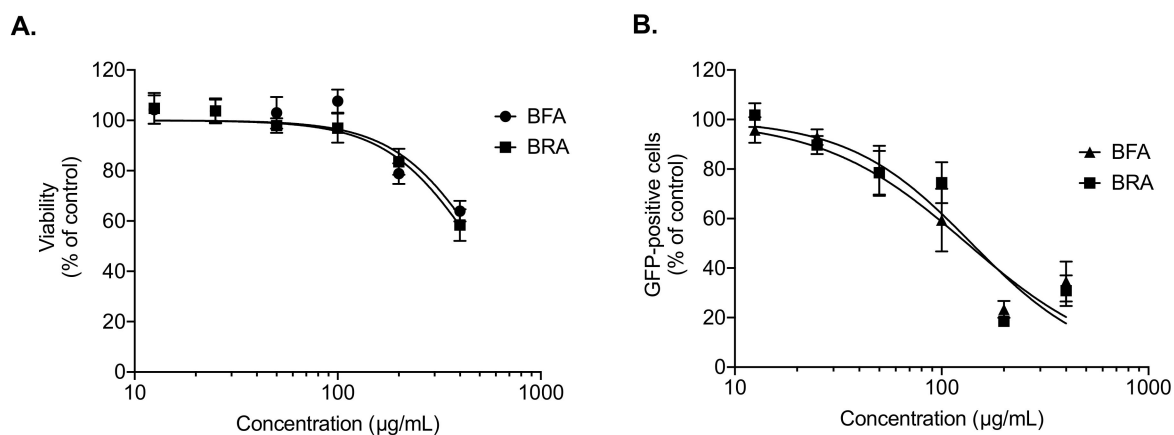 A.
120
100
80
60
40
20
0
10
100
1000
Viability
(% of control)
Concentration (µg/mL)
BFA
BRA
B.
120
100
80
60
40
20
0
10
100
1000
GFP-positive cells
(% of control)
Concentration (µg/mL)
BFA
BRA